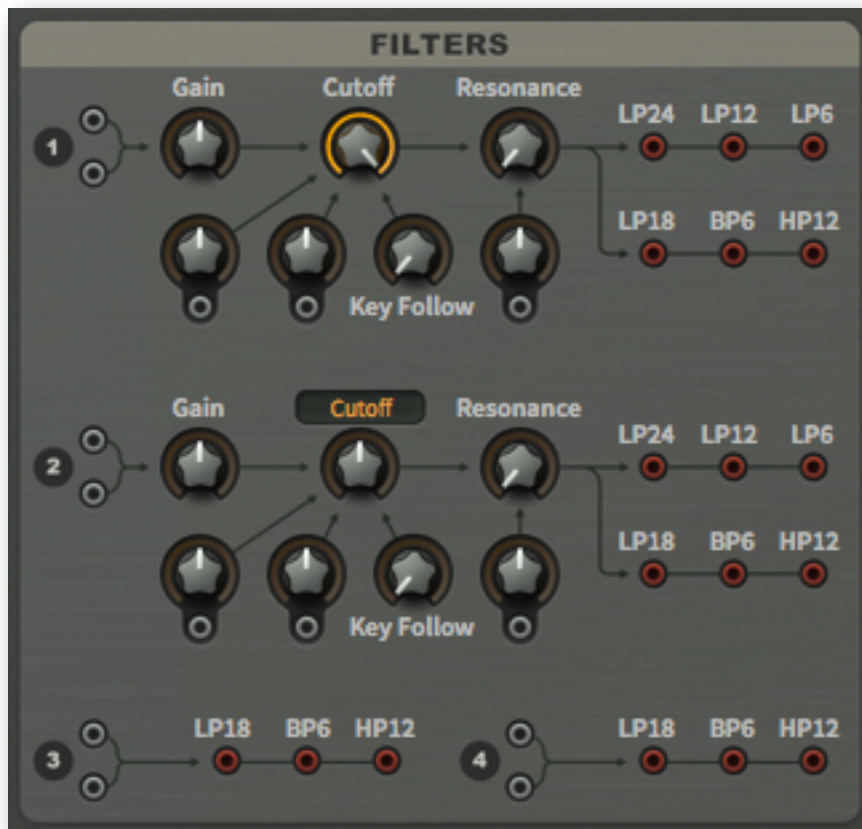 FILTERS
Gain Cutoff Resonance
LP24 LP12 LP6
1
LP18 BP6 HP12
Key Follow
Gain Cutoff Resonance
LP24 LP12 LP6
2
LP18 BP6 HP12
Key Follow
LP18 BP6 HP12
3
LP18 BP6 HP12
4